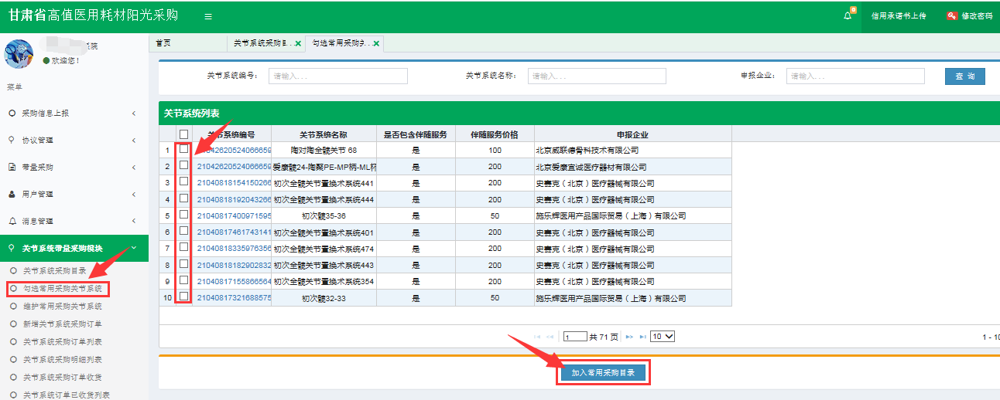 甘肃省高值医用耗材阳光采购
8
信用承诺书上传
修改密码
医院
欢迎您!
首页
关节系统采购目...
勾选常用采购关...
菜单
采购信息上报
协议管理
带量采购
用户管理
消息管理
关节系统带量采购模块
关节系统采购目录
勾选常用采购关节系统
维护常用采购关节系统
新增关节系统采购订单
关节系统采购订单列表
关节系统采购明细列表
关节系统采购订单收货
关节系统订单已收货列表
关节系统编号: 请输入... 关节系统名称: 请输入... 申报企业: 请输入... 查 询
关节系统列表
关节系统编号 关节系统名称 是否包含伴随服务 伴随服务价格 申报企业
1 21042620524066659 陶对陶全髋关节 68 是 100 北京威联德骨科技术有限公司
2 21042620524066659 爱康髋24-陶聚PE-MP柄-ML杯 是 200 北京爱康宜诚医疗器材有限公司
3 21040818154150266 初次全髋关节置换术系统441 是 200 史赛克(北京)医疗器械有限公司
4 21040818192043266 初次全髋关节置换术系统444 是 200 史赛克(北京)医疗器械有限公司
5 21040817400971595 初次髋35-36 是 50 施乐辉医用产品国际贸易(上海)有限公司
6 21040817461743141 初次全髋关节置换术系统401 是 200 史赛克(北京)医疗器械有限公司
7 21040818335976356 初次全髋关节置换术系统474 是 200 史赛克(北京)医疗器械有限公司
8 21040818182902832 初次全髋关节置换术系统443 是 200 史赛克(北京)医疗器械有限公司
9 21040817155866564 初次全髋关节置换术系统354 是 200 史赛克(北京)医疗器械有限公司
10 21040817321688575 初次髋32-33 是 50 施乐辉医用产品国际贸易(上海)有限公司
1 共 71 页 10
1 - 10
加入常用采购目录